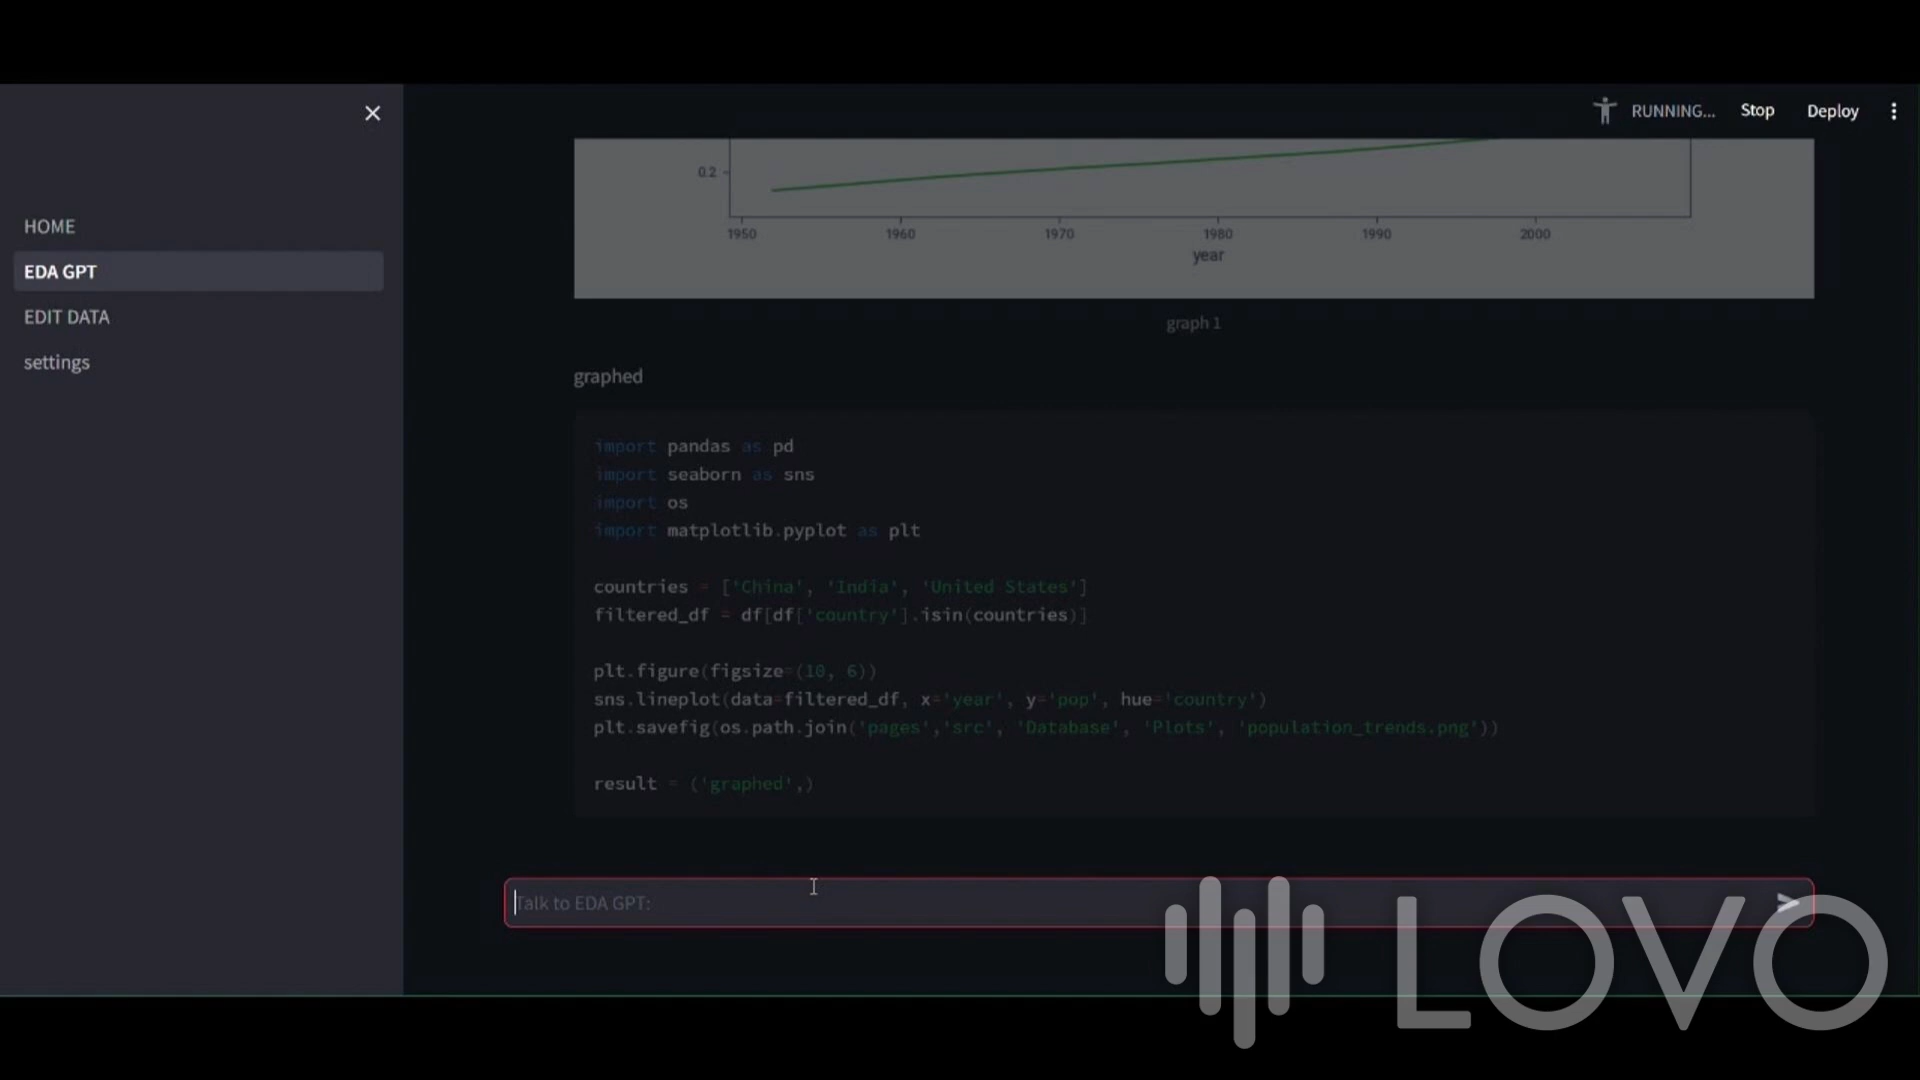 RUNNING... Stop Deploy
HOME
EDA GPT
EDIT DATA
settings
0.2
1950 1960 1970 1980 1990 2000
year
graph 1
graphed
import pandas as pd
import seaborn as sns
import os
import matplotlib.pyplot as plt
countries = ['China', 'India', 'United States']
filtered_df = df[df['country'].isin(countries)]
plt.figure(figsize=(10, 6))
sns.lineplot(data=filtered_df, x='year', y='pop', hue='country')
plt.savefig(os.path.join('pages','src', 'Database', 'Plots', 'population_trends.png'))
result = ('graphed',)
Talk to EDA GPT:
LOVO